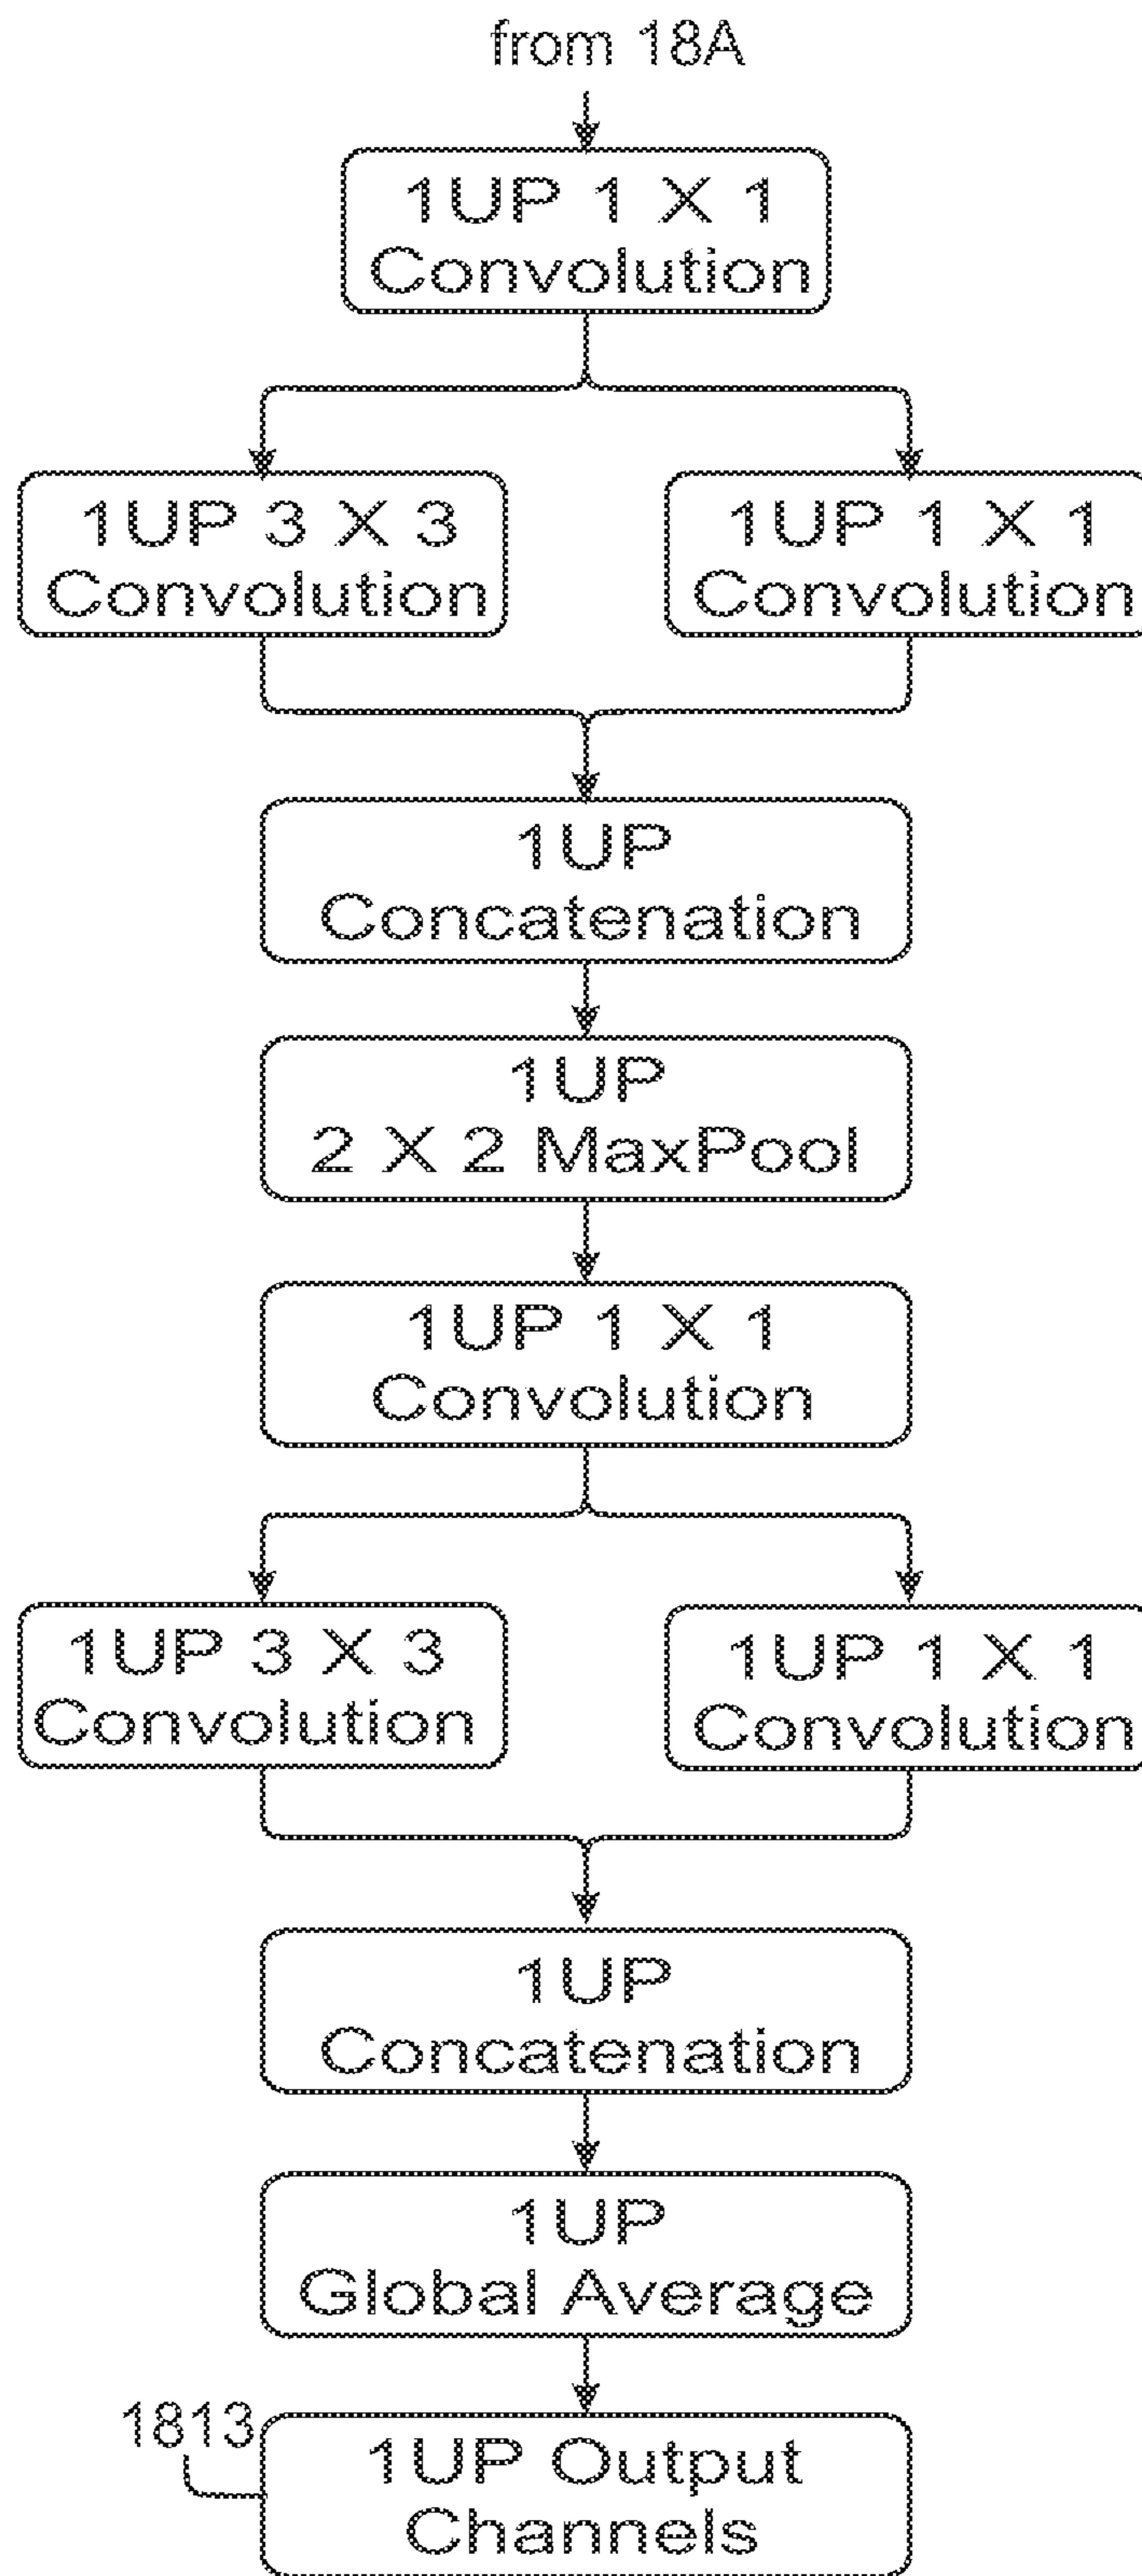 from 18A
1UP 1 X 1
Convolution
1UP 3 X 3
Convolution
1UP 1 X 1
Convolution
1UP
Concatenation
1UP
2 X 2 MaxPool
1UP 1 X 1
Convolution
1UP 3 X 3
Convolution
1UP 1 X 1
Convolution
1UP
Concatenation
1UP
Global Average
1813
1UP Output
Channels